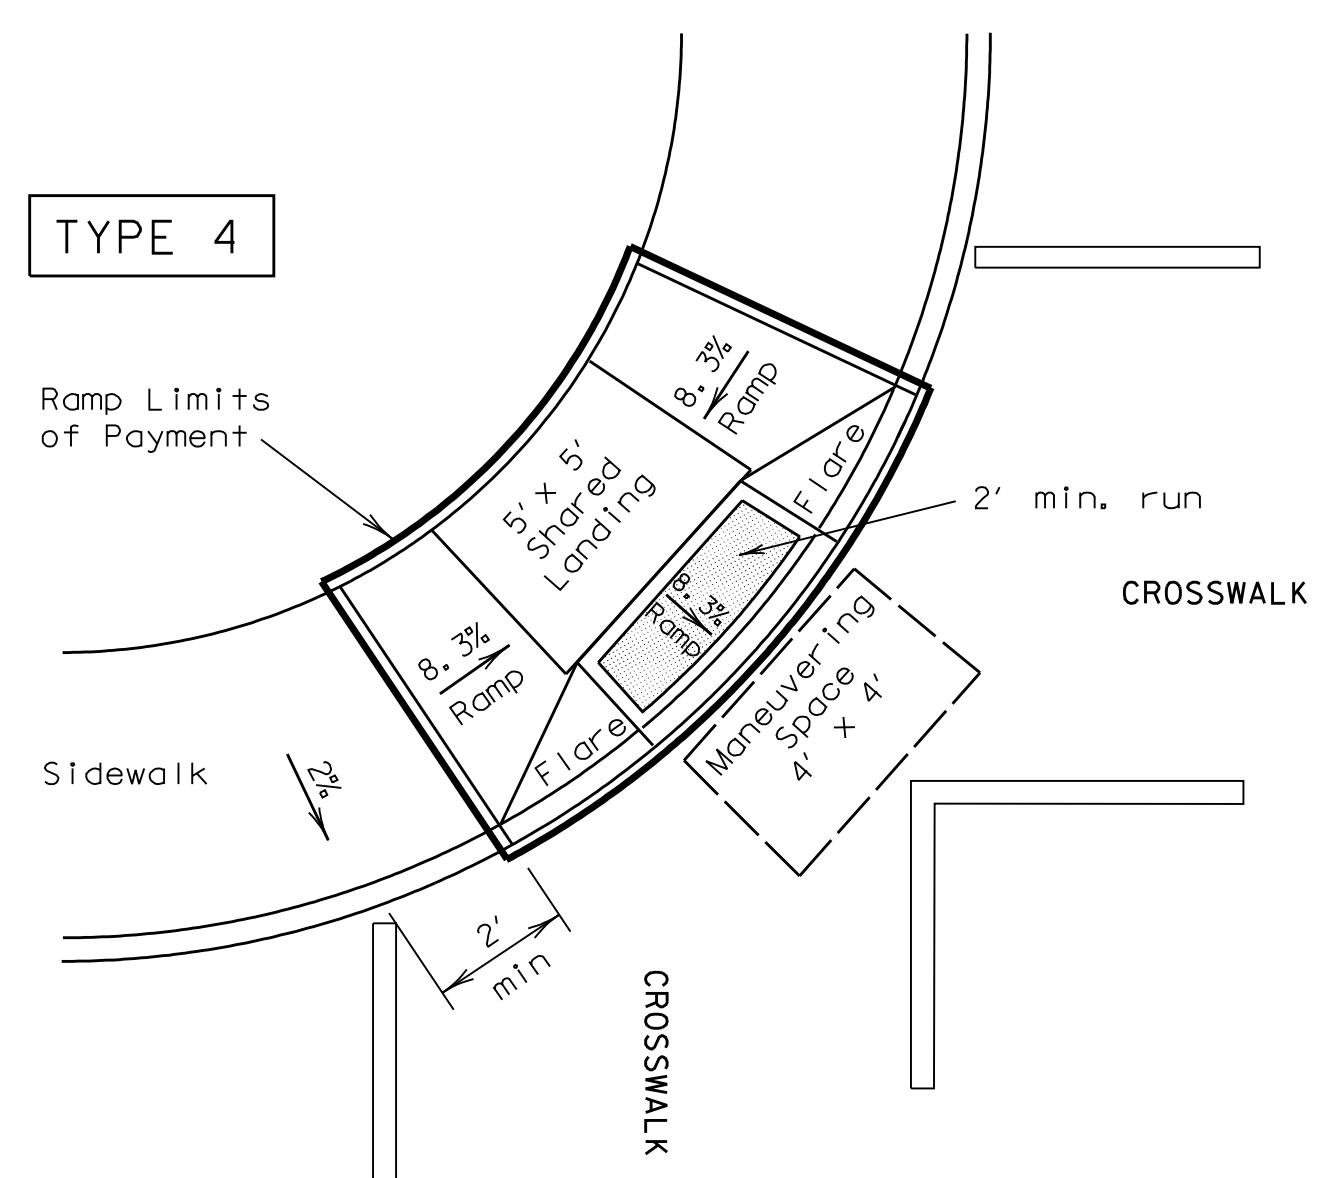 TYPE 4
8. 3%
Ramp
Ramp Limits
of Payment
Flare
5' x 5'
Shared
Landing
2' min. run
8. 3%
Ramp
CROSSWALK
Maneuvering
Space
4' x 4'
8. 3%
Ramp
Flare
Sidewalk
2%
2'
min
CROSSWALK